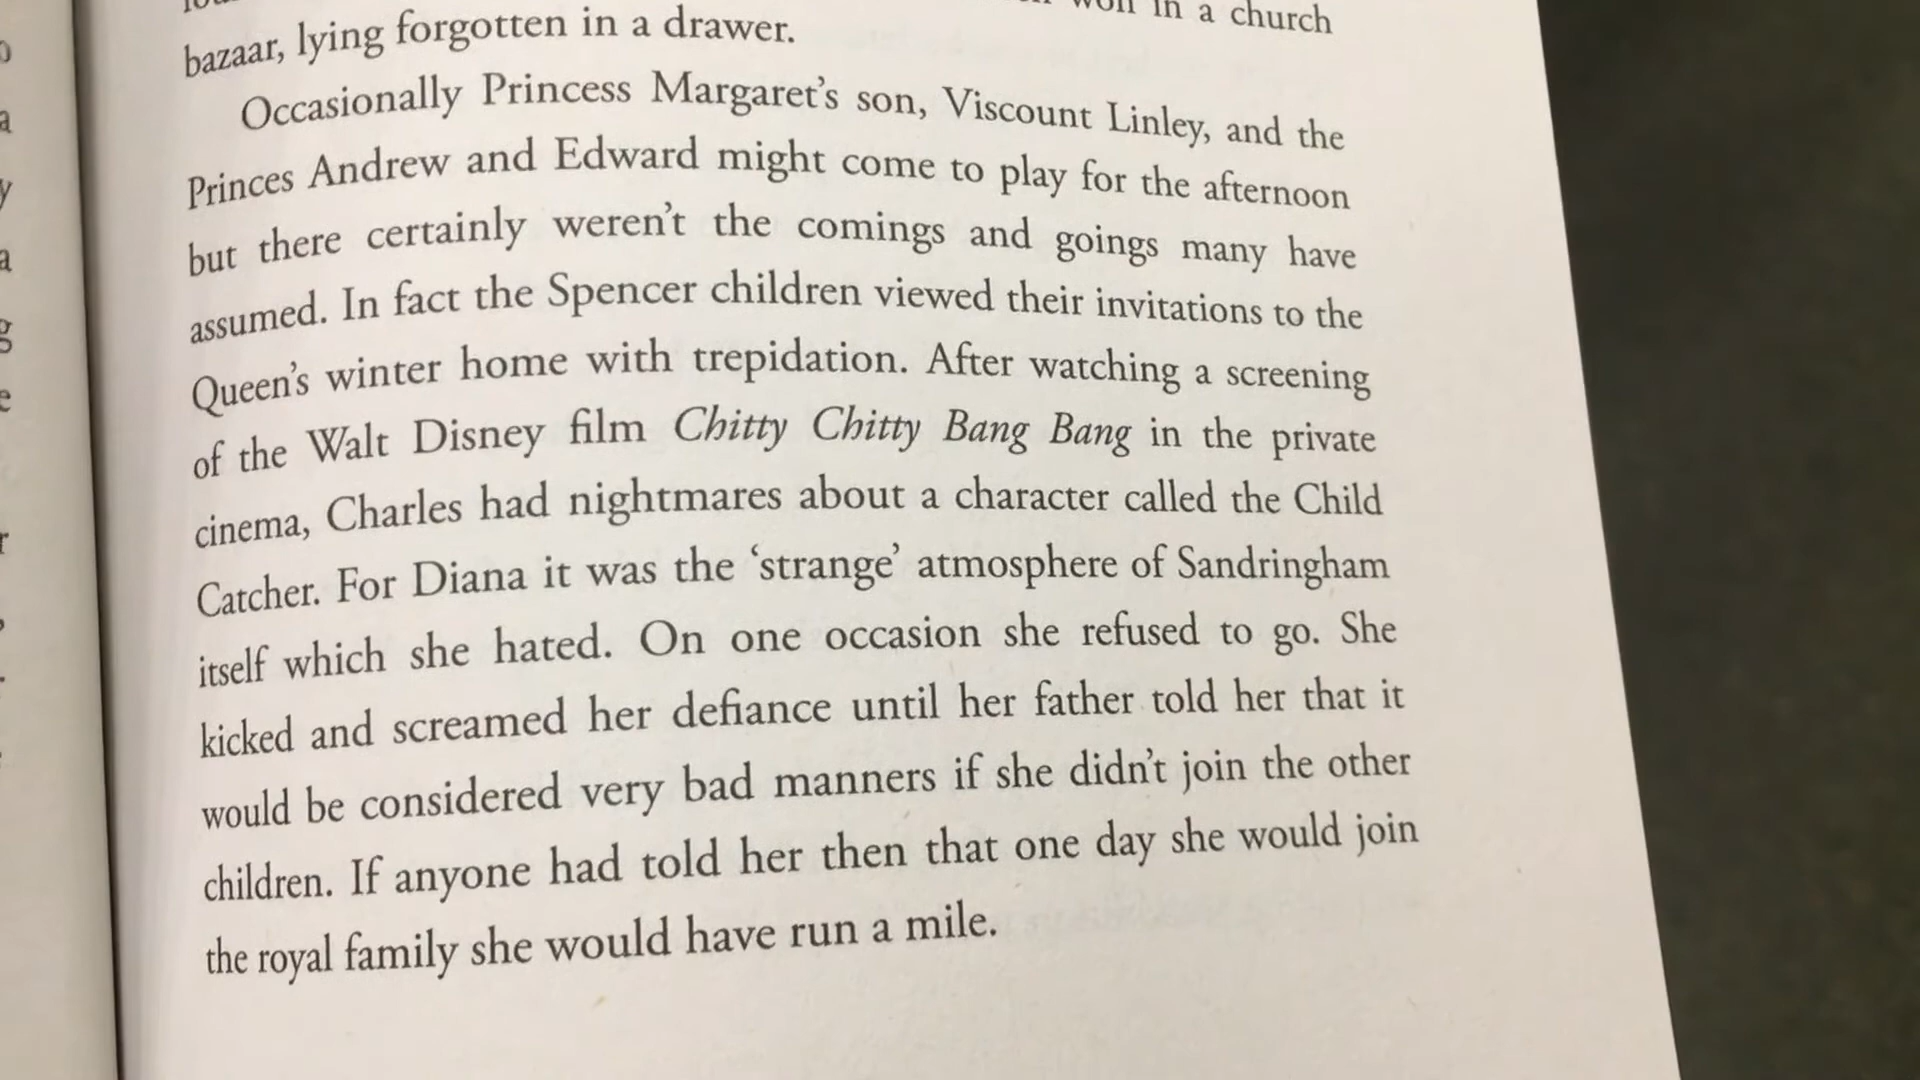 in a church
bazaar, lying forgotten in a drawer.
Occasionally Princess Margaret's son, Viscount Linley, and the
Princes Andrew and Edward might come to play for the afternoon
but there certainly weren't the comings and goings many have
assumed. In fact the Spencer children viewed their invitations to the
Queen's winter home with trepidation. After watching a screening
of the Walt Disney film Chitty Chitty Bang Bang in the private
cinema, Charles had nightmares about a character called the Child
Catcher. For Diana it was the ‘strange’ atmosphere of Sandringham
itself which she hated. On one occasion she refused to go. She
kicked and screamed her defiance until her father told her that it
would be considered very bad manners if she didn't join the other
children. If anyone had told her then that one day she would join
the royal family she would have run a mile.